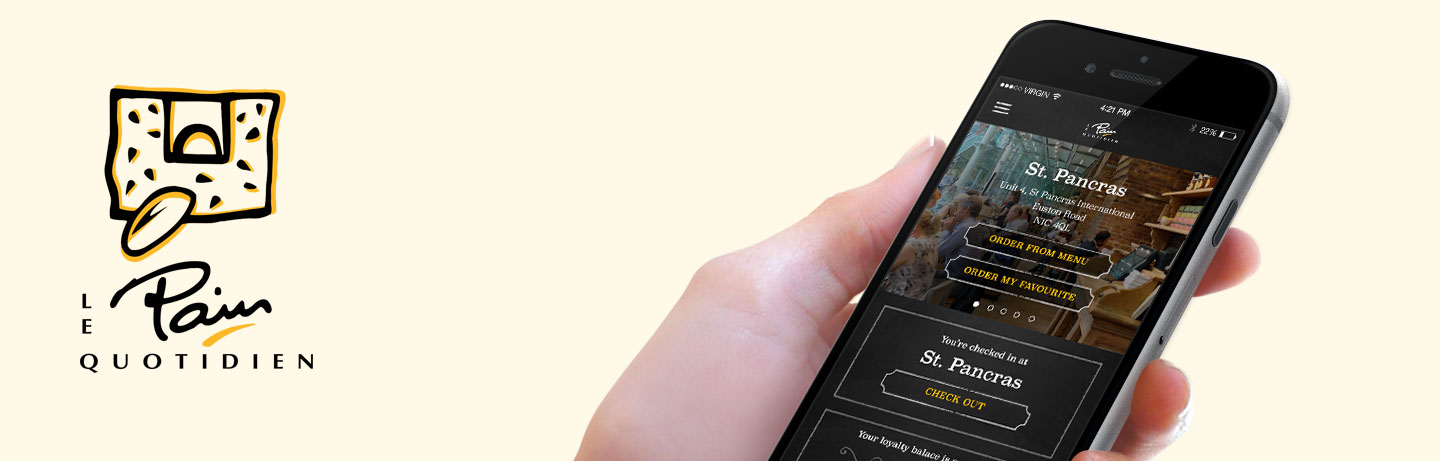 LE
Pain
QUOTIDIEN
VIRGIN
4:21 PM
22%
LE
Pain
QUOTIDIEN
St. Pancras
Unit 4, St Pancras International
Euston Road
N1C 4QL
ORDER FROM MENU
ORDER MY FAVOURITE
You're checked in at
St. Pancras
CHECK OUT
Your loyalty balace is